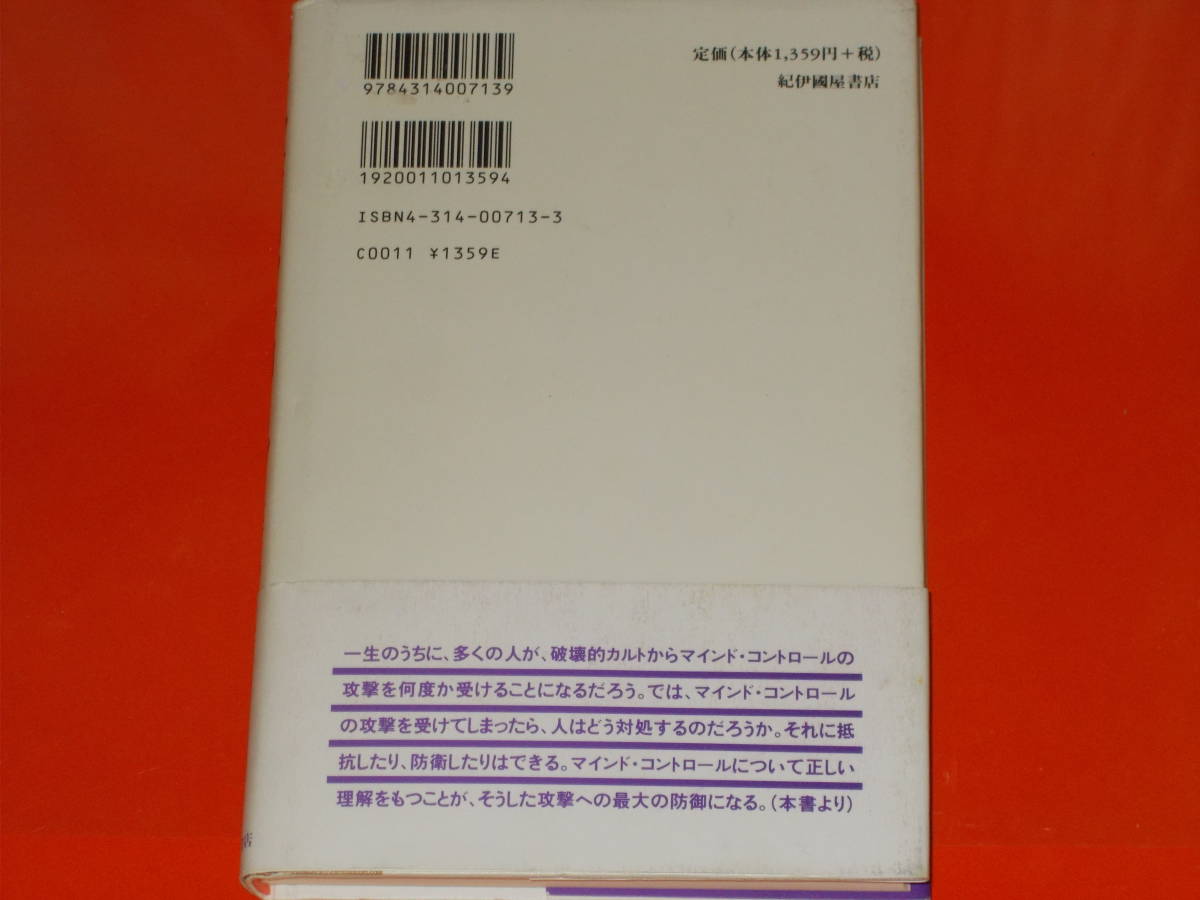 9784314007139
定価(本体1,359円+税)
紀伊國屋書店
1920011013594
ISBN4-314-00713-3
C0011 ¥1359E
一生のうちに、多くの人が、破壊的カルトからマインド・コントロールの
攻撃を何度か受けることになるだろう。では、マインド・コントロール
の攻撃を受けてしまったら、人はどう対処するのだろうか。それに抵
抗したり、防衛したりはできる。マインド・コントロールについて正しい
理解をもつことが、そうした攻撃への最大の防御になる。(本書より)
店